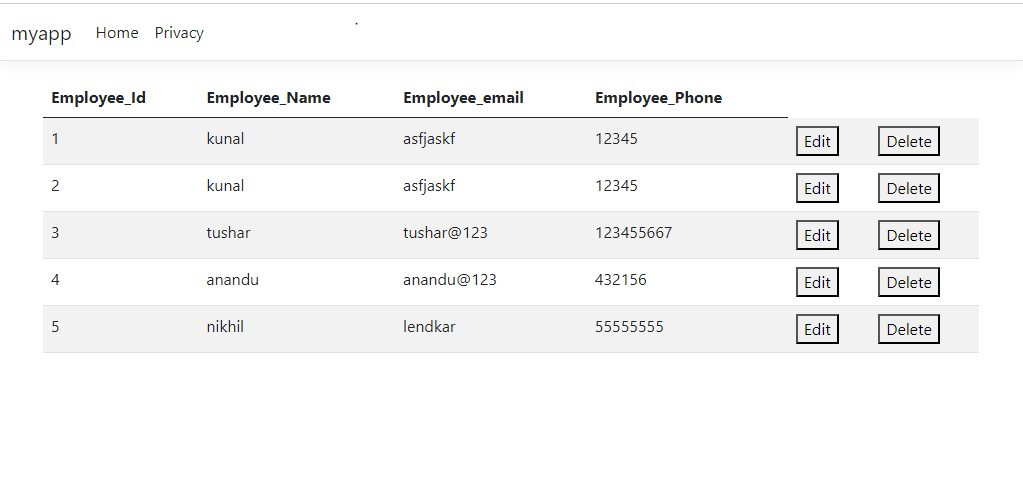 myapp Home Privacy
Employee_Id Employee_Name Employee_email Employee_Phone
1 kunal asfjaskf 12345 Edit Delete
2 kunal asfjaskf 12345 Edit Delete
3 tushar tushar@123 123455667 Edit Delete
4 anandu anandu@123 432156 Edit Delete
5 nikhil lendkar 55555555 Edit Delete